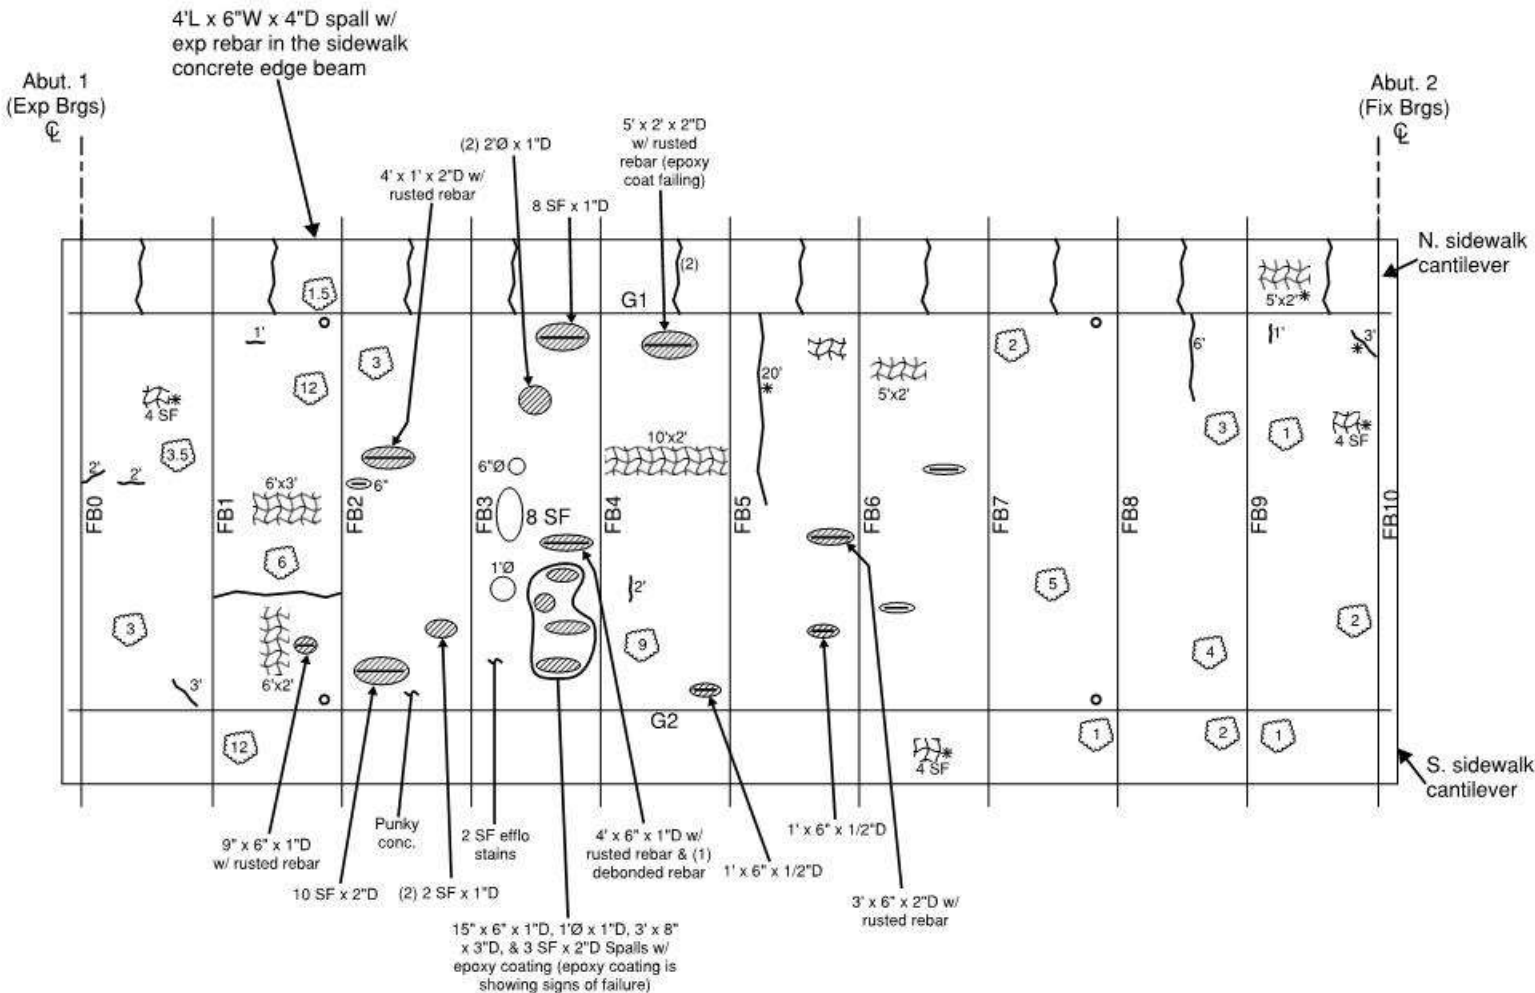 4'L x 6"W x 4"D spall w/
exp rebar in the sidewalk
concrete edge beam
Abut. 1
(Exp Brgs)
℄
Abut. 2
(Fix Brgs)
℄
(2) 2'Ø x 1"D
4' x 1' x 2"D w/
rusted rebar
8 SF x 1"D
5' x 2' x 2"D
w/ rusted
rebar (epoxy
coat failing)
N. sidewalk
cantilever
(2)
1.5
G1
5'x2'*
1'
3
12
4 SF
*
3.5
2'
2'
6'x3'
6"
6"Ø
8 SF
10'x2'
20'
*
5'x2'
2
6'
1'
3'
*
3
1
4 SF
*
FB0
FB1
FB2
FB3
FB4
FB5
FB6
FB7
FB8
FB9
FB10
6
1'Ø
2'
5
3
9
4
2
6'x2'
3'
G2
12
4 SF
*
1
2
1
S. sidewalk
cantilever
9" x 6" x 1"D
w/ rusted rebar
10 SF x 2"D
Punky
conc.
(2) 2 SF x 1"D
2 SF efflo
stains
15" x 6" x 1"D, 1'Ø x 1"D, 3' x 8"
x 3"D, & 3 SF x 2"D Spalls w/
epoxy coating (epoxy coating is
showing signs of failure)
4' x 6" x 1"D w/
rusted rebar & (1)
debonded rebar
1' x 6" x 1/2"D
1' x 6" x 1/2"D
3' x 6" x 2"D w/
rusted rebar